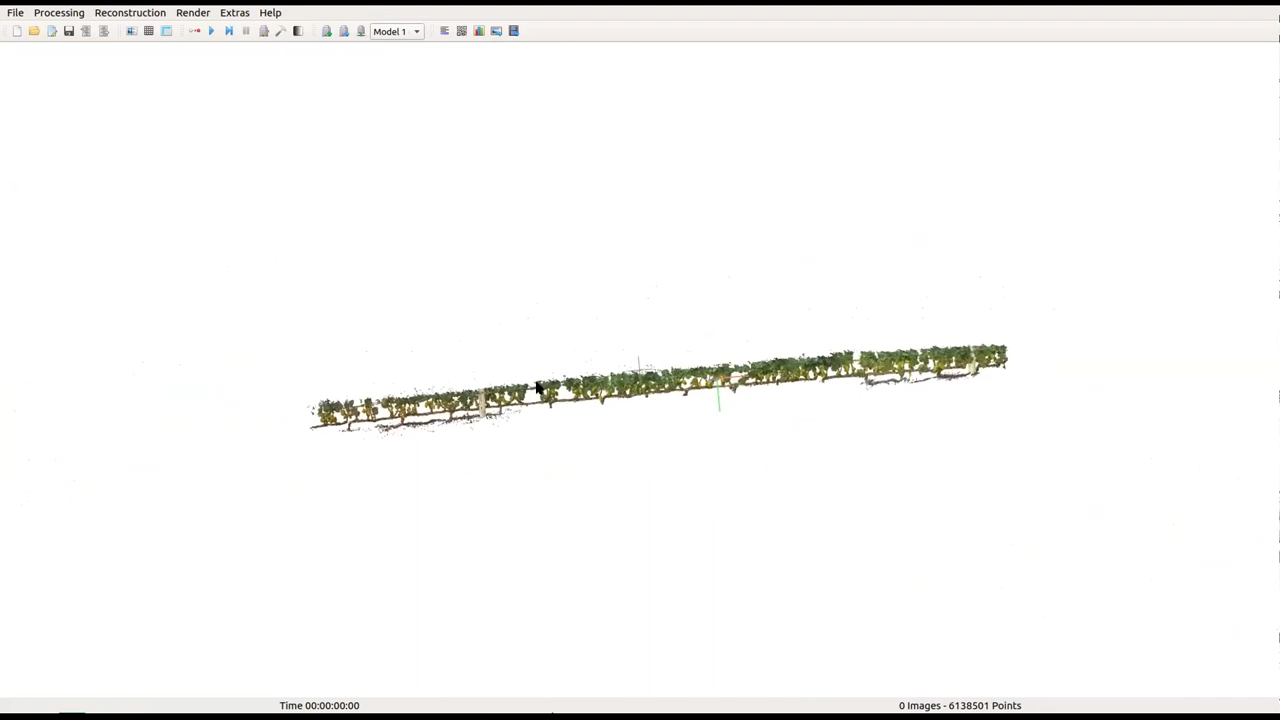 File Processing Reconstruction Render Extras Help
Model 1
Time 00:00:00:00 0 Images - 6138501 Points